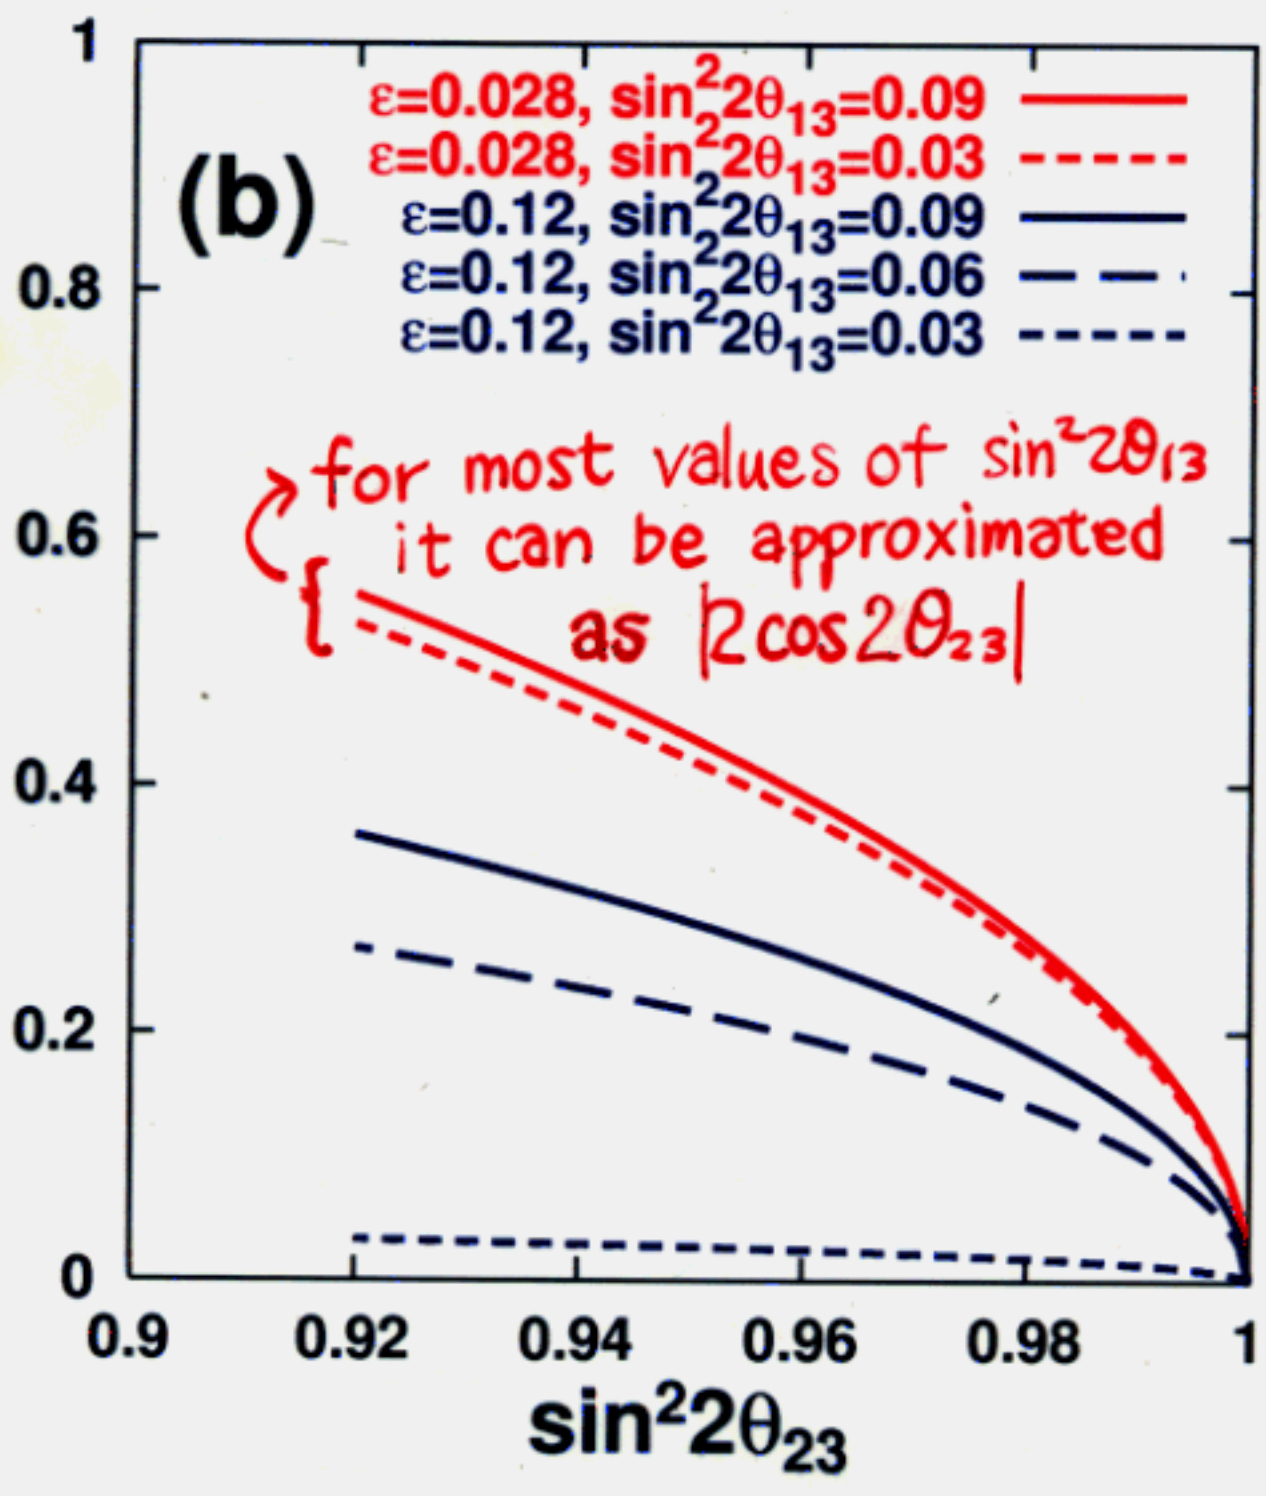 1
ε=0.028, sin²2θ₁₃=0.09
ε=0.028, sin²2θ₁₃=0.03
(b)
ε=0.12, sin²2θ₁₃=0.09
ε=0.12, sin²2θ₁₃=0.06
0.8
ε=0.12, sin²2θ₁₃=0.03
for most values of sin²2θ₁₃
0.6
it can be approximated
as |2cos2θ₂₃|
0.4
0.2
0
0.9 0.92 0.94 0.96 0.98 1
sin²2θ₂₃